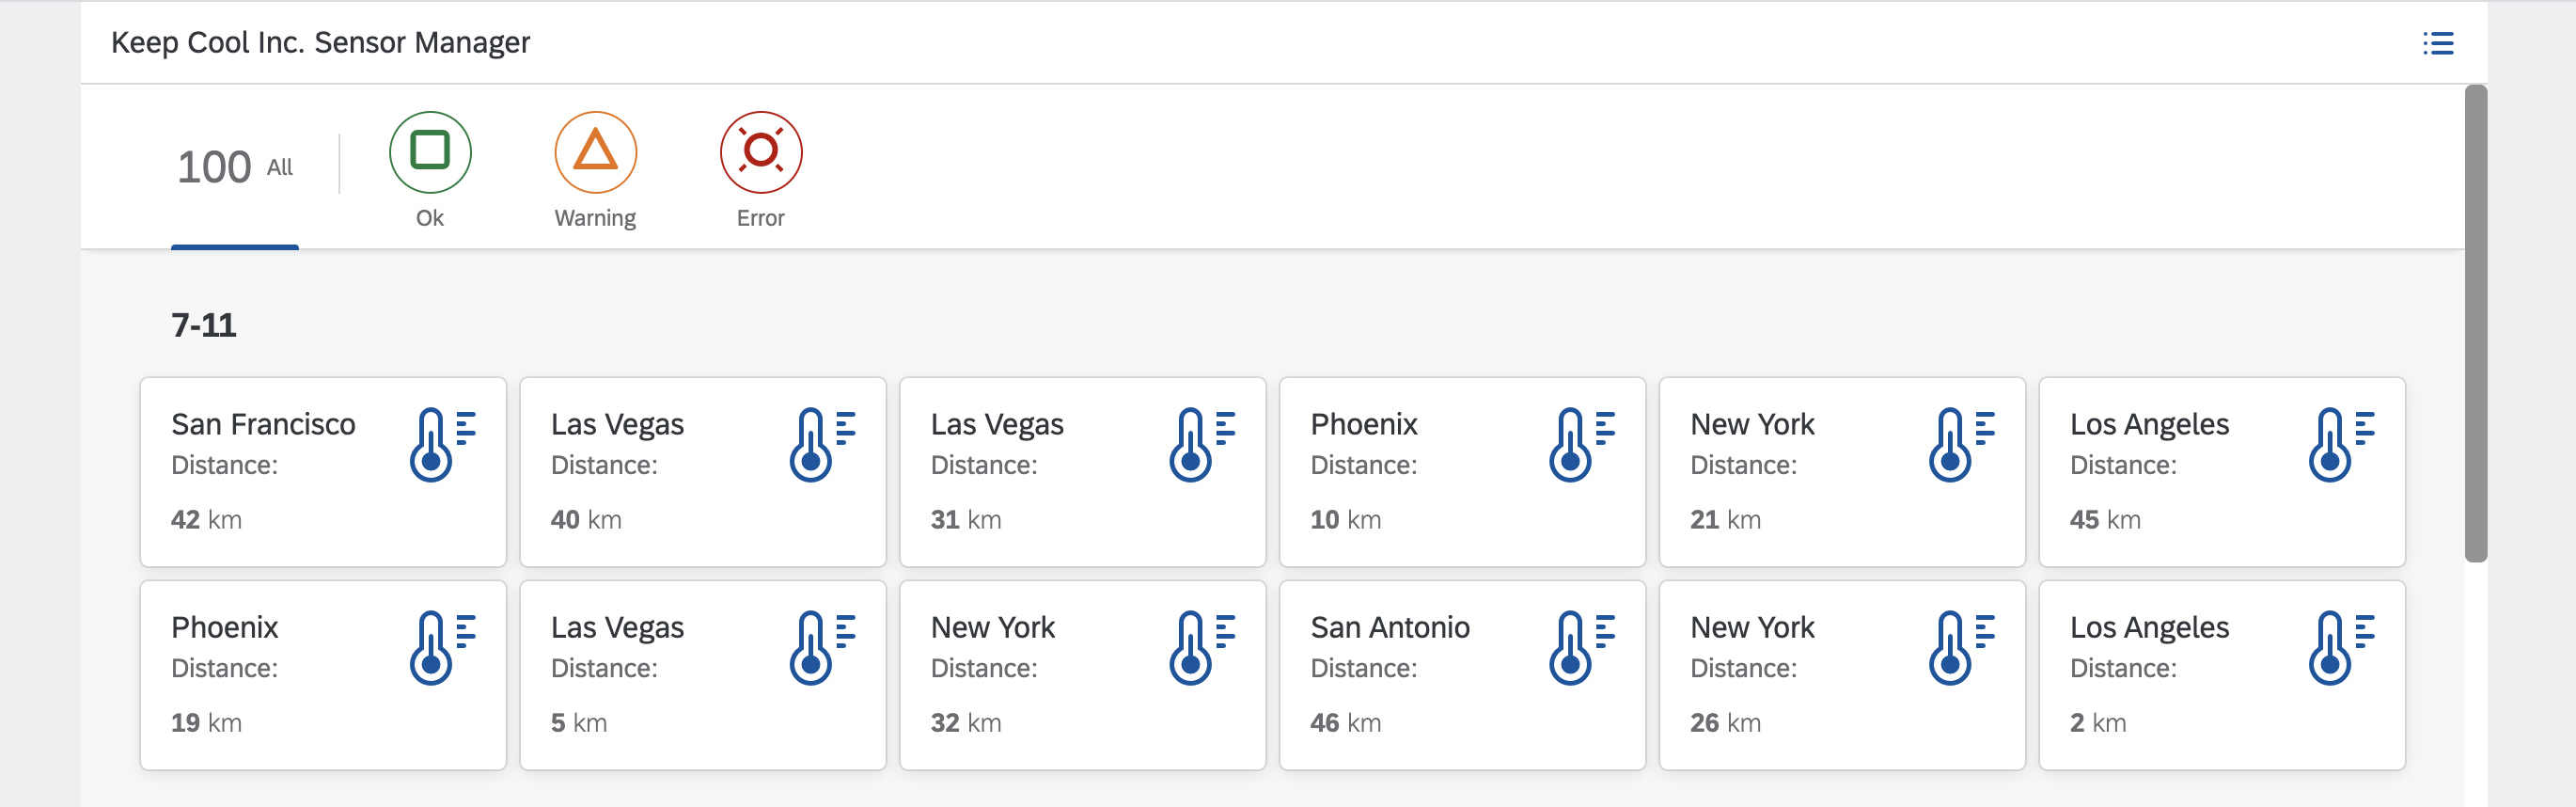 Keep Cool Inc. Sensor Manager
100 All
Ok Warning Error
7-11
San Francisco
Distance:
42 km
Las Vegas
Distance:
40 km
Las Vegas
Distance:
31 km
Phoenix
Distance:
10 km
New York
Distance:
21 km
Los Angeles
Distance:
45 km
Phoenix
Distance:
19 km
Las Vegas
Distance:
5 km
New York
Distance:
32 km
San Antonio
Distance:
46 km
New York
Distance:
26 km
Los Angeles
Distance:
2 km